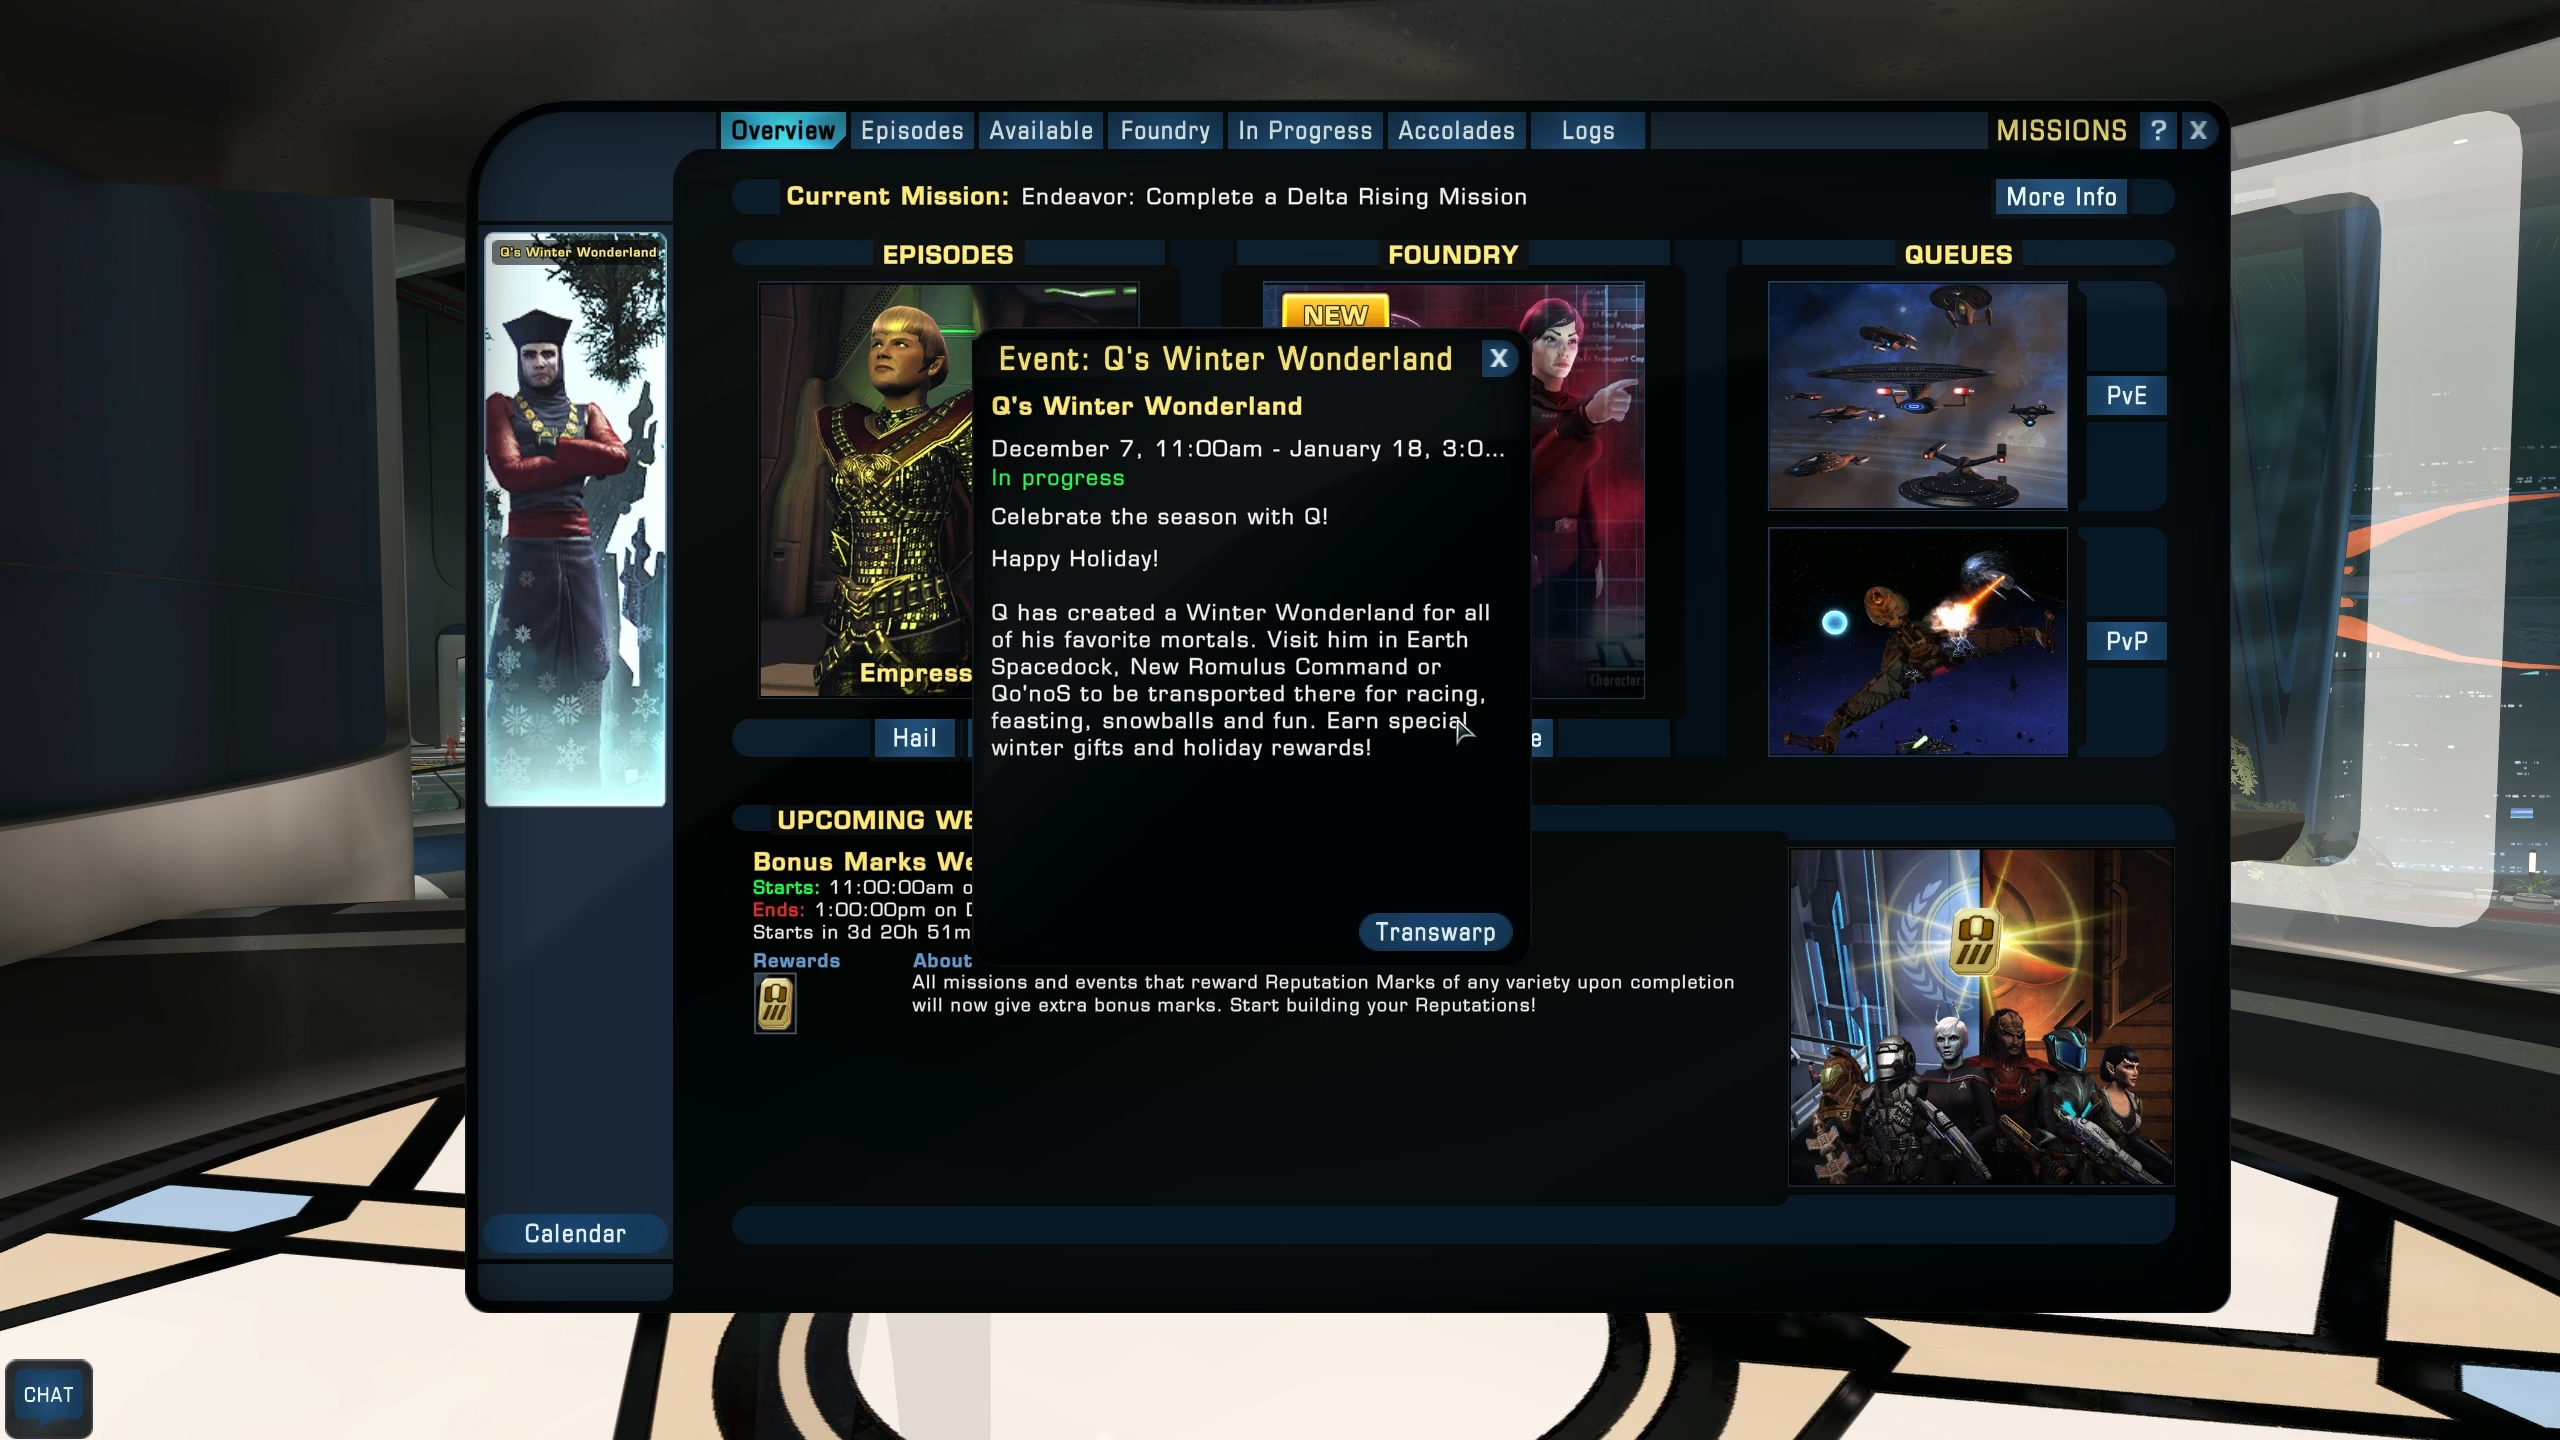 Overview Episodes Available Foundry In Progress Accolades Logs MISSIONS ? X
Current Mission: Endeavor: Complete a Delta Rising Mission More Info
Q's Winter Wonderland
EPISODES FOUNDRY QUEUES
NEW
Event: Q's Winter Wonderland X
Q's Winter Wonderland
December 7, 11:00am - January 18, 3:0...
In progress
Celebrate the season with Q!
Happy Holiday!
Q has created a Winter Wonderland for all
of his favorite mortals. Visit him in Earth
Spacedock, New Romulus Command or
Qo'noS to be transported there for racing,
feasting, snowballs and fun. Earn special
winter gifts and holiday rewards!
Transwarp
PvE
PvP
Empress
Character:
Hail
e
UPCOMING WE
Bonus Marks We
Starts: 11:00:00am o
Ends: 1:00:00pm on D
Starts in 3d 20h 51m
Rewards About
All missions and events that reward Reputation Marks of any variety upon completion
will now give extra bonus marks. Start building your Reputations!
Calendar
CHAT